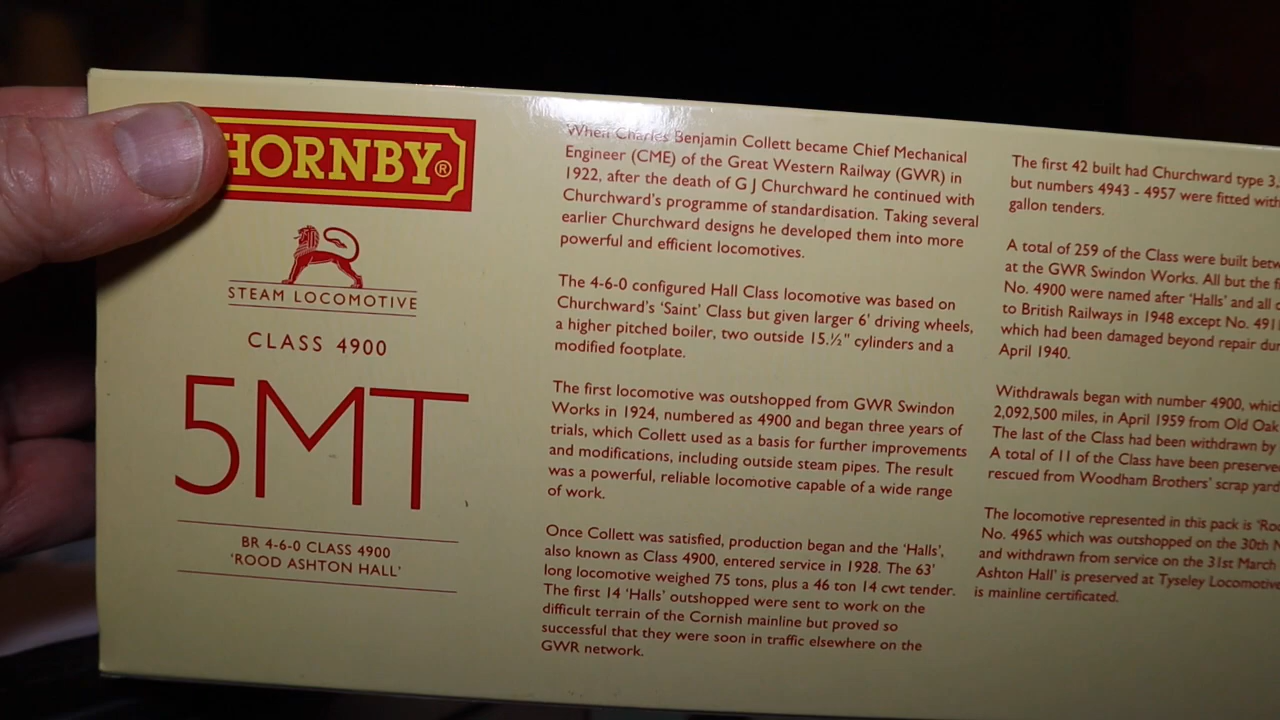 HORNBY®
STEAM LOCOMOTIVE
CLASS 4900
5MT
BR 4-6-0 CLASS 4900
'ROOD ASHTON HALL'
When Charles Benjamin Collett became Chief Mechanical
Engineer (CME) of the Great Western Railway (GWR) in
1922, after the death of G J Churchward he continued with
Churchward's programme of standardisation. Taking several
earlier Churchward designs he developed them into more
powerful and efficient locomotives.
The 4-6-0 configured Hall Class locomotive was based on
Churchward's 'Saint' Class but given larger 6' driving wheels,
a higher pitched boiler, two outside 15.½" cylinders and a
modified footplate.
The first locomotive was outshopped from GWR Swindon
Works in 1924, numbered as 4900 and began three years of
trials, which Collett used as a basis for further improvements
and modifications, including outside steam pipes. The result
was a powerful, reliable locomotive capable of a wide range
of work.
Once Collett was satisfied, production began and the 'Halls',
also known as Class 4900, entered service in 1928. The 63'
long locomotive weighed 75 tons, plus a 46 ton 14 cwt tender.
The first 14 'Halls' outshopped were sent to work on the
difficult terrain of the Cornish mainline but proved so
successful that they were soon in traffic elsewhere on the
GWR network.
The first 42 built had Churchward type 3,
but numbers 4943 - 4957 were fitted with
gallon tenders.
A total of 259 of the Class were built
at the GWR Swindon Works. All but the
No. 4900 were named after 'Halls' and all
to British Railways in 1948 except No. 491
which had been damaged beyond repair
April 1940.
Withdrawals began with number 4900,
2,092,500 miles, in April 1959 from Old Oak
The last of the Class had been withdrawn by
A total of 11 of the Class have been preserved
rescued from Woodham Brothers' scrap yard
The locomotive represented in this pack is
No. 4965 which was outshopped on the 30th
and withdrawn from service on the 31st March
Ashton Hall' is preserved at Tyseley Locomotive
is mainline certificated.